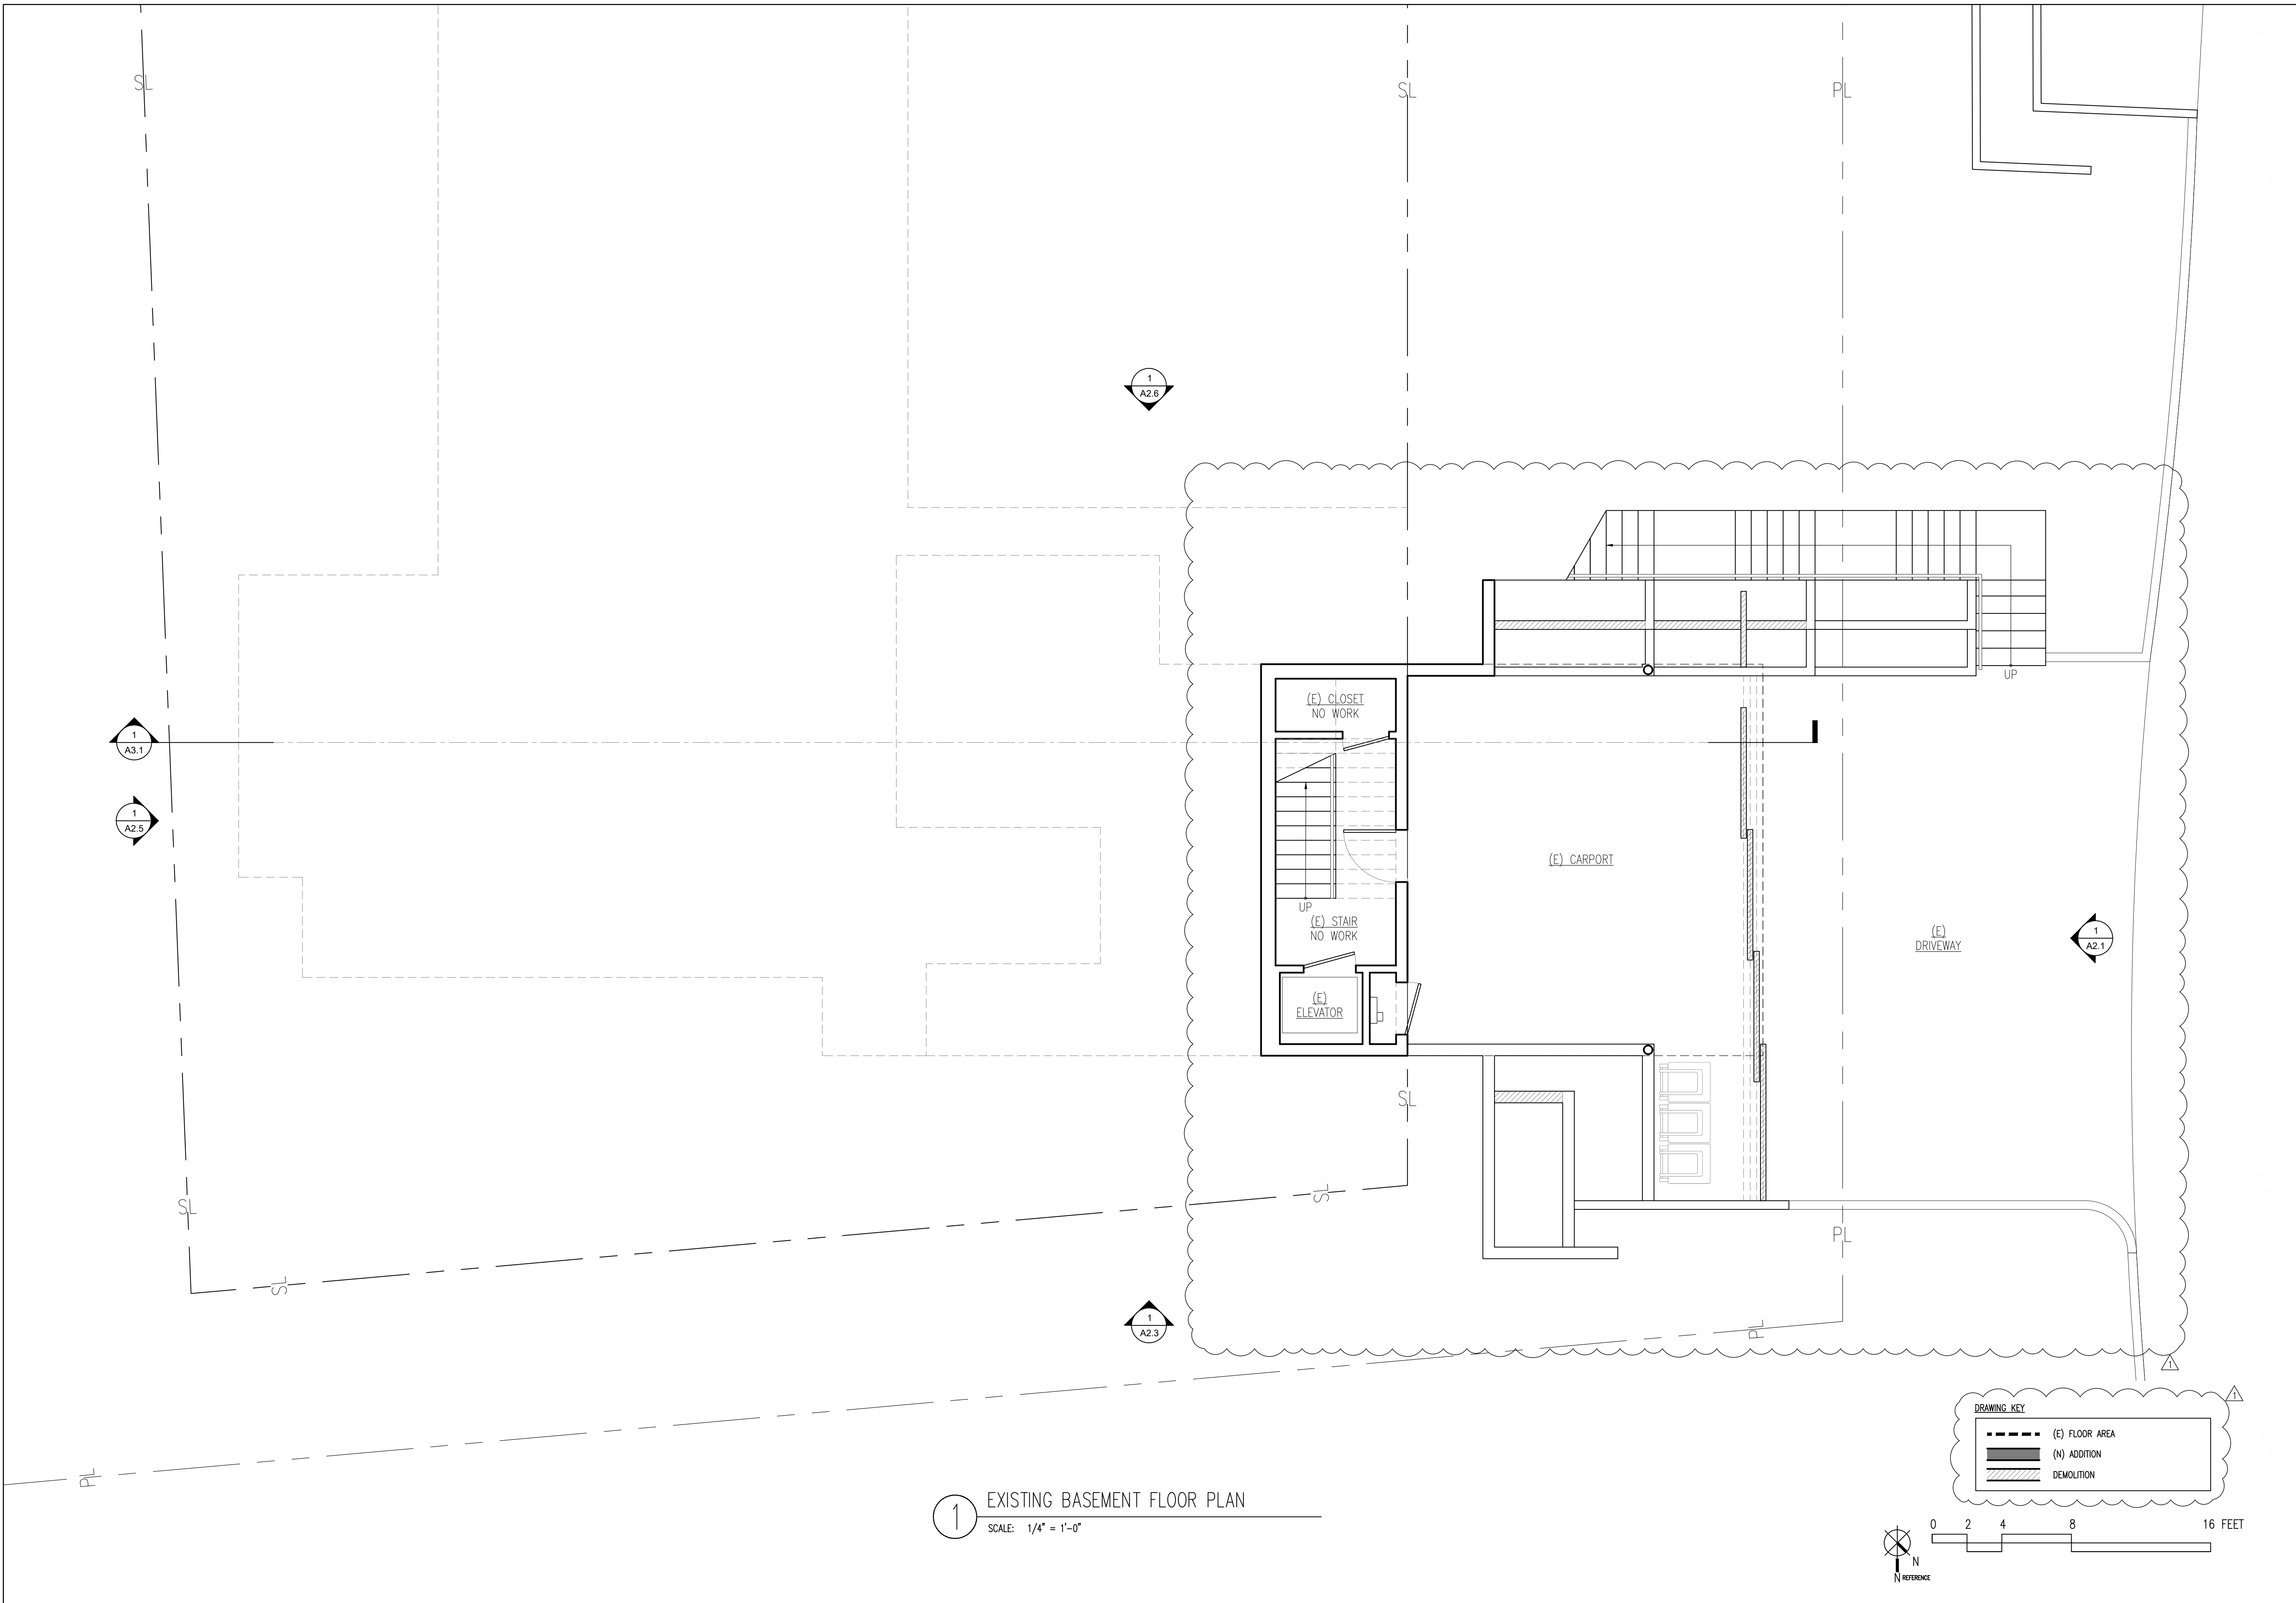 SL
SL
PL
1
A2.6
UP
(E) CLOSET
NO WORK
1
A3.1
1
A2.5
(E) CARPORT
UP
(E) STAIR
NO WORK
(E)
DRIVEWAY
1
A2.1
(E)
ELEVATOR
SL
SL
SL
SL
PL
1
A2.3
PL
1
1
DRAWING KEY
(E) FLOOR AREA
(N) ADDITION
DEMOLITION
PL
1
EXISTING BASEMENT FLOOR PLAN
SCALE: 1/4" = 1'-0"
0 2 4 8 16 FEET
N
N REFERENCE